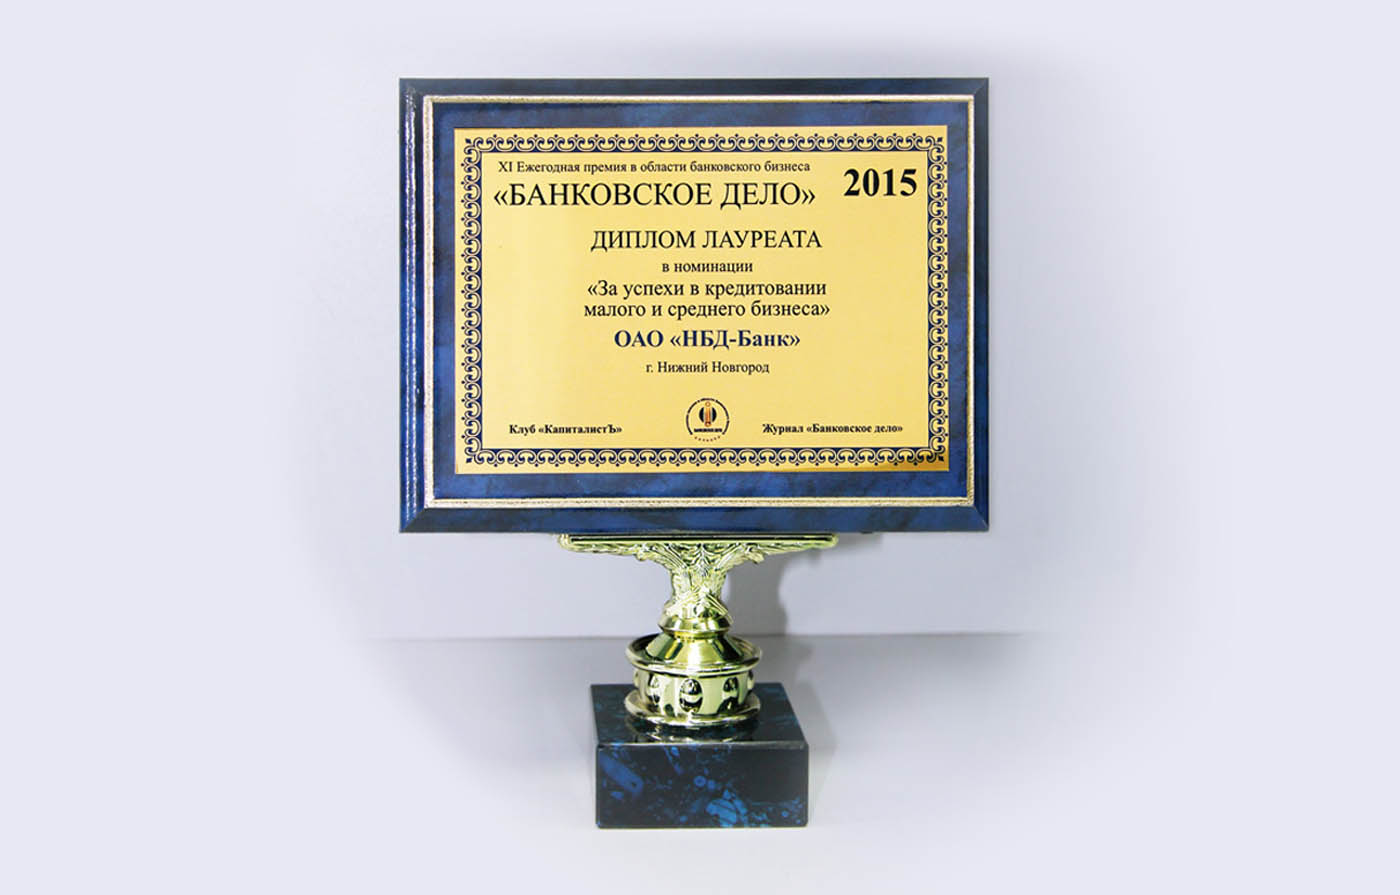 XI Ежегодная премия в области банковского бизнеса
«БАНКОВСКОЕ ДЕЛО» 2015
ДИПЛОМ ЛАУРЕАТА
в номинации
«За успехи в кредитовании
малого и среднего бизнеса»
ОАО «НБД-Банк»
г. Нижний Новгород
Клуб «КапиталистЪ» Журнал «Банковское дело»